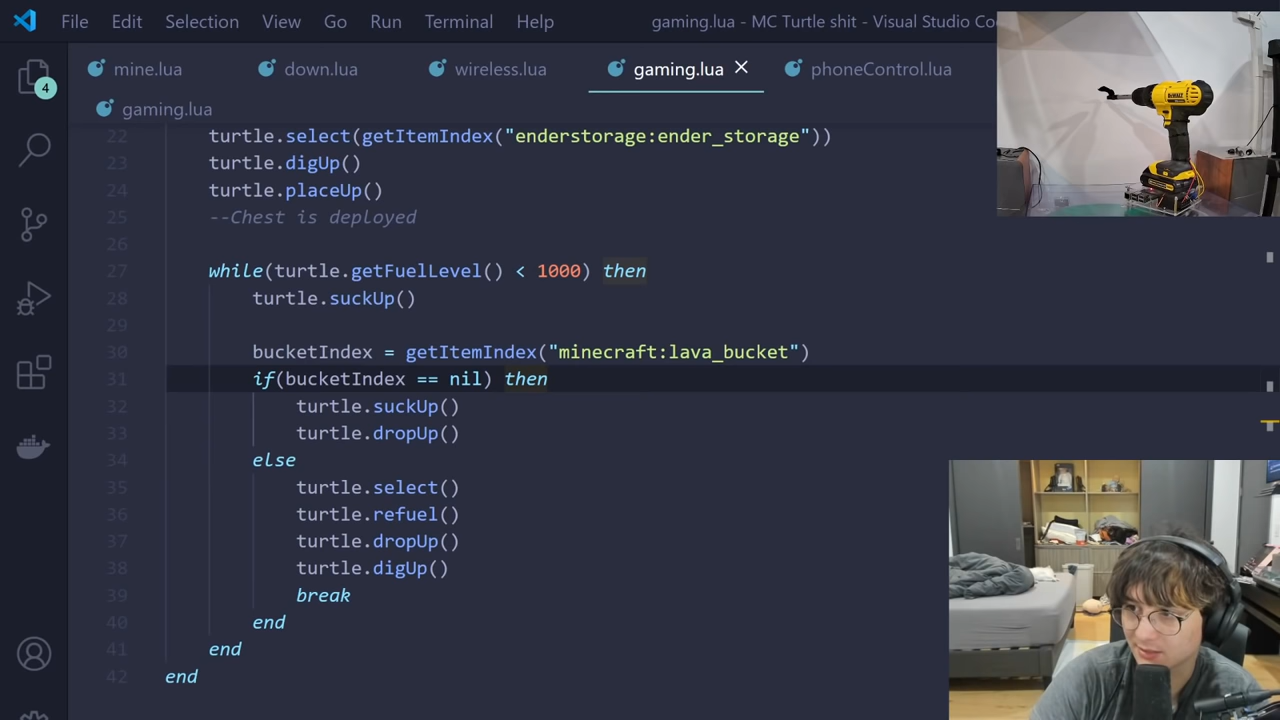 File Edit Selection View Go Run Terminal Help gaming.lua - MC Turtle shit - Visual Studio Co
4
mine.lua down.lua wireless.lua gaming.lua phoneControl.lua
gaming.lua
22 turtle.select(getItemIndex("enderstorage:ender_storage"))
23 turtle.digUp()
24 turtle.placeUp()
25 --Chest is deployed
26
27 while(turtle.getFuelLevel() < 1000) then
28 turtle.suckUp()
29
30 bucketIndex = getItemIndex("minecraft:lava_bucket")
31 if(bucketIndex == nil) then
32 turtle.suckUp()
33 turtle.dropUp()
34 else
35 turtle.select()
36 turtle.refuel()
37 turtle.dropUp()
38 turtle.digUp()
39 break
40 end
41 end
42 end
DEWALT